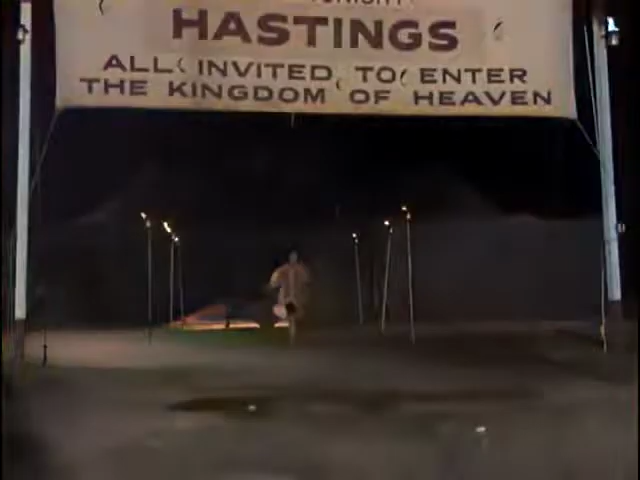 HASTINGS
ALL INVITED TO ENTER
THE KINGDOM OF HEAVEN